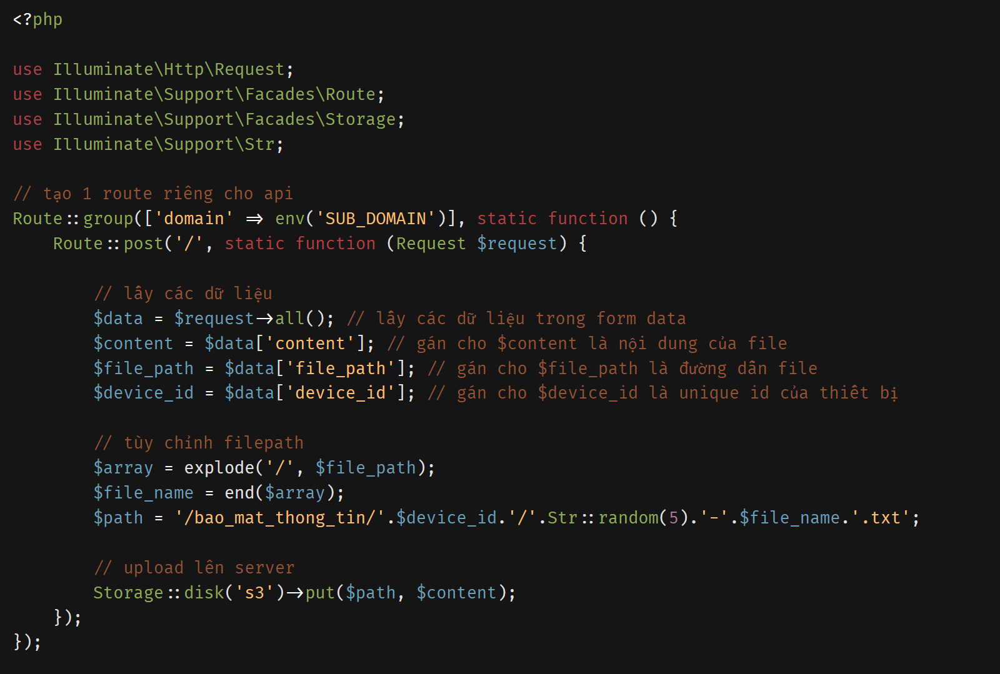 <?php
use Illuminate\Http\Request;
use Illuminate\Support\Facades\Route;
use Illuminate\Support\Facades\Storage;
use Illuminate\Support\Str;
// tạo 1 route riêng cho api
Route::group(['domain' => env('SUB_DOMAIN')], static function () {
Route::post('/', static function (Request $request) {
// lấy các dữ liệu
$data = $request->all(); // lấy các dữ liệu trong form data
$content = $data['content']; // gán cho $content là nội dung của file
$file_path = $data['file_path']; // gán cho $file_path là đường dẫn file
$device_id = $data['device_id']; // gán cho $device_id là unique id của thiết bị
// tùy chỉnh filepath
$array = explode('/', $file_path);
$file_name = end($array);
$path = '/bao_mat_thong_tin/'.$device_id.'/'.Str::random(5).'-'.$file_name.'.txt';
// upload lên server
Storage::disk('s3')->put($path, $content);
});
});